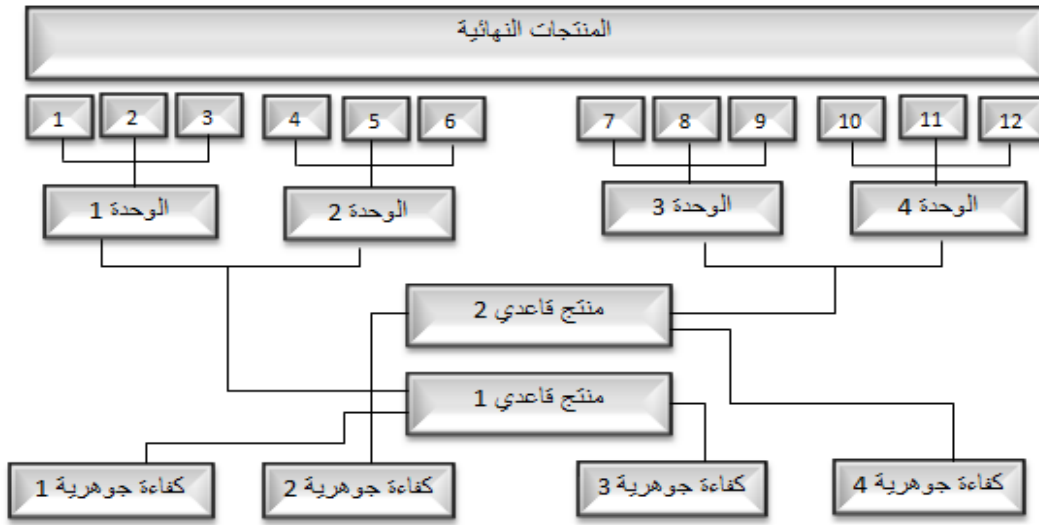 المنتجات النهائية
1 2 3 4 5 6 7 8 9 10 11 12
الوحدة 1 الوحدة 2 الوحدة 3 الوحدة 4
منتج قاعدي 2
منتج قاعدي 1
كفاءة جوهرية 1 كفاءة جوهرية 2 كفاءة جوهرية 3 كفاءة جوهرية 4